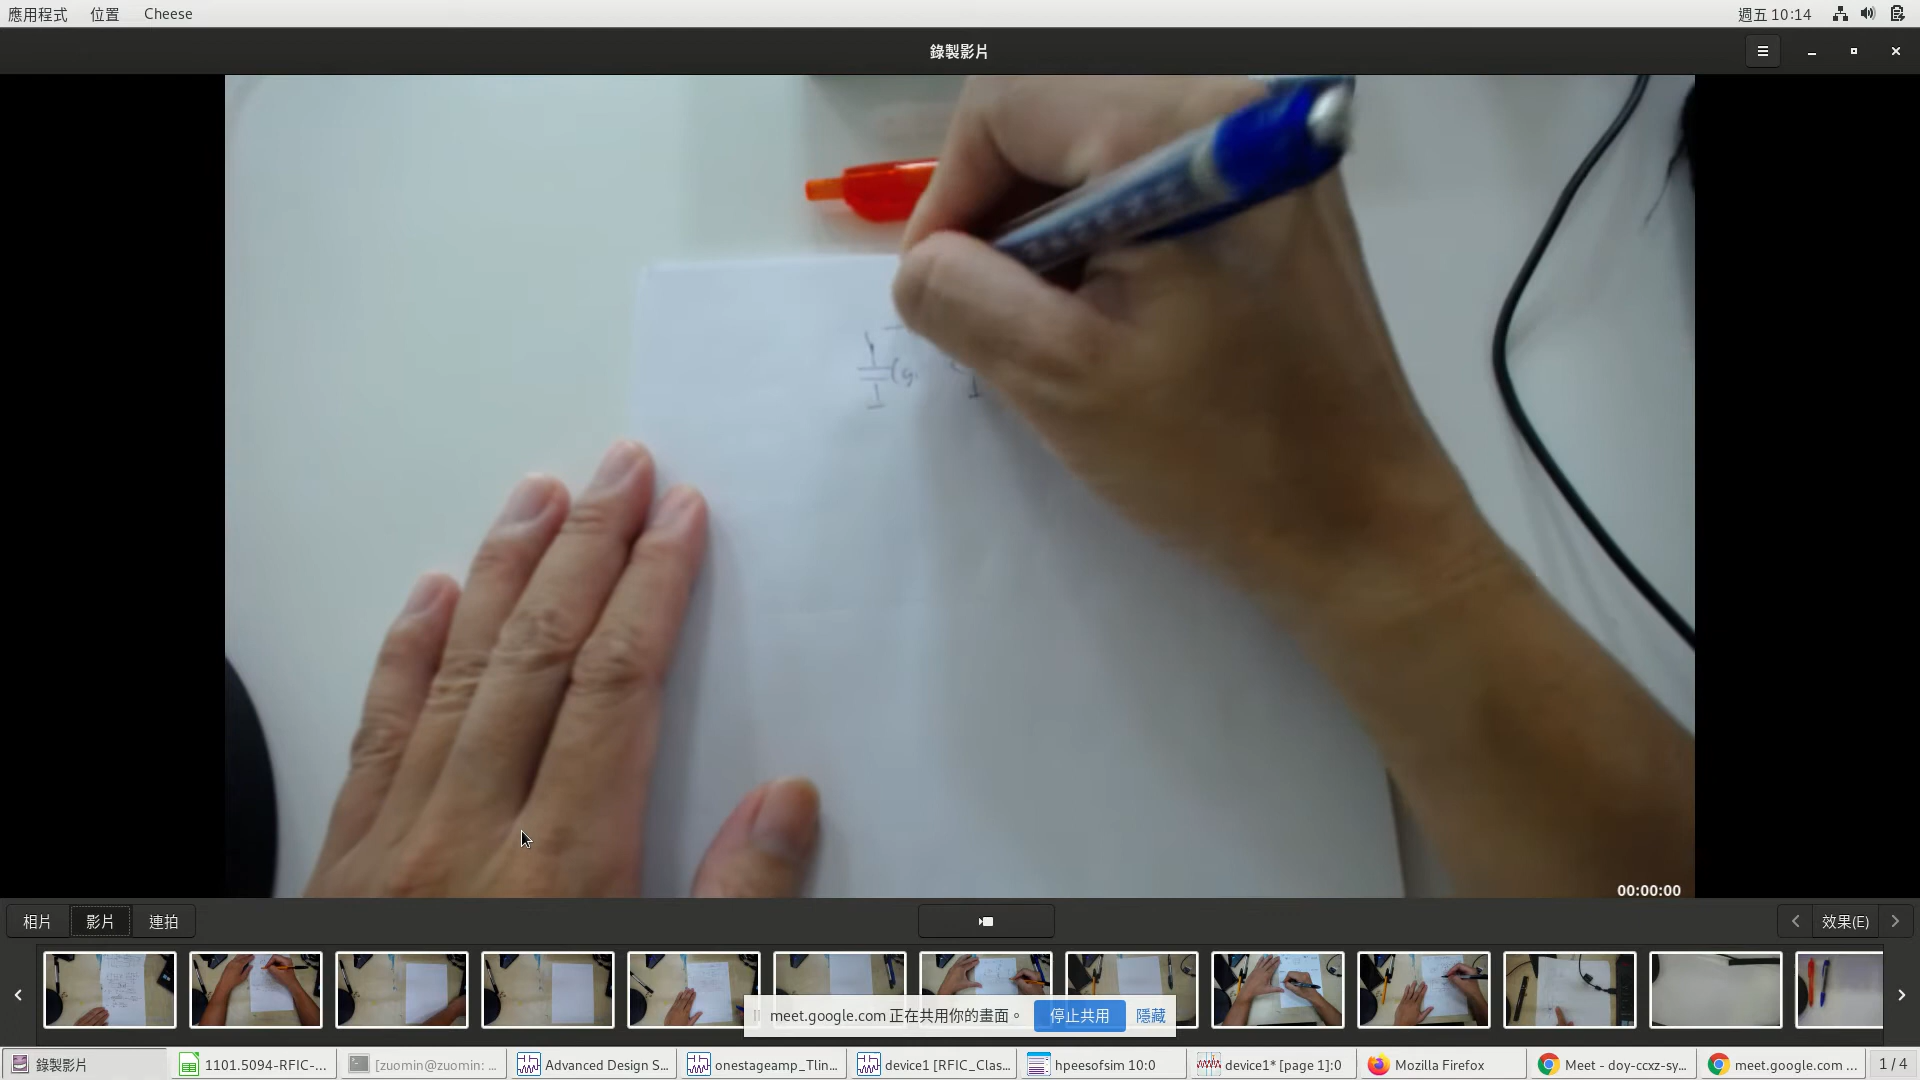 應用程式 位置 Cheese 週五 10:14
錄製影片
00:00:00
相片 影片 連拍 效果(E)
meet.google.com 正在共用你的畫面。 停止共用 隱藏
錄製影片 1101.5094-RFIC-... [zuomin@zuomin: ... Advanced Design S... onestageamp_Tlin... device1 [RFIC_Clas... hpeesofsim 10:0 device1* [page 1]:0 Mozilla Firefox Meet - doy-ccxz-sy... meet.google.com ... 1 / 4